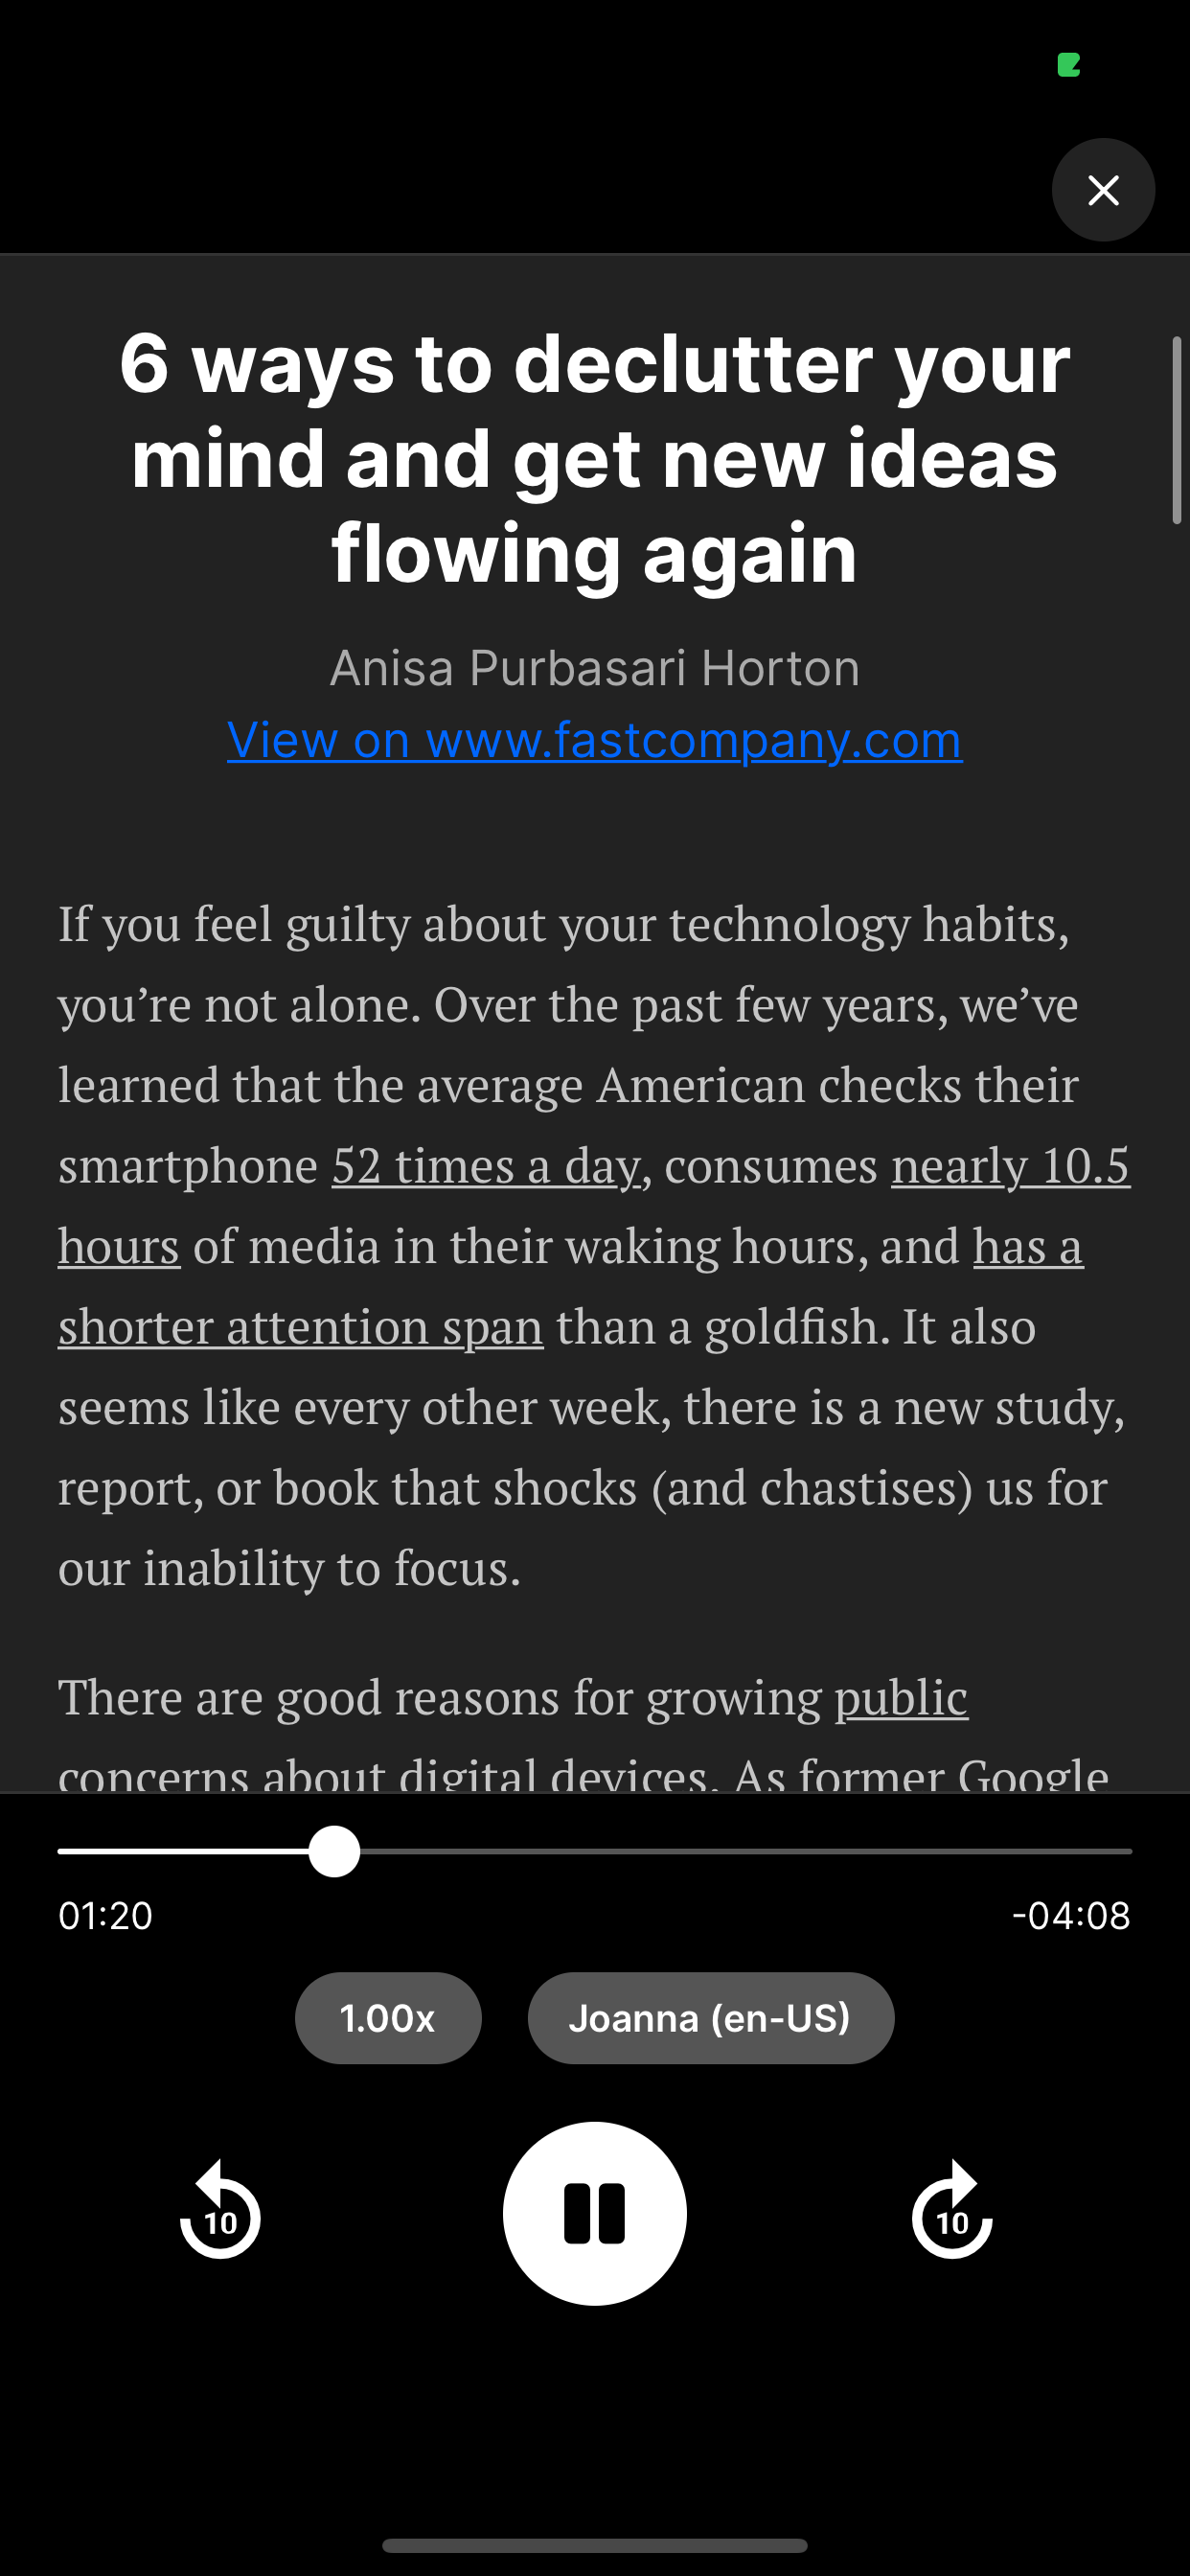 6 ways to declutter your
mind and get new ideas
flowing again
Anisa Purbasari Horton
View on www.fastcompany.com
If you feel guilty about your technology habits,
you’re not alone. Over the past few years, we’ve
learned that the average American checks their
smartphone 52 times a day, consumes nearly 10.5
hours of media in their waking hours, and has a
shorter attention span than a goldfish. It also
seems like every other week, there is a new study,
report, or book that shocks (and chastises) us for
our inability to focus.
There are good reasons for growing public
concerns about digital devices. As former Google
01:20
-04:08
1.00x
Joanna (en-US)
10
10